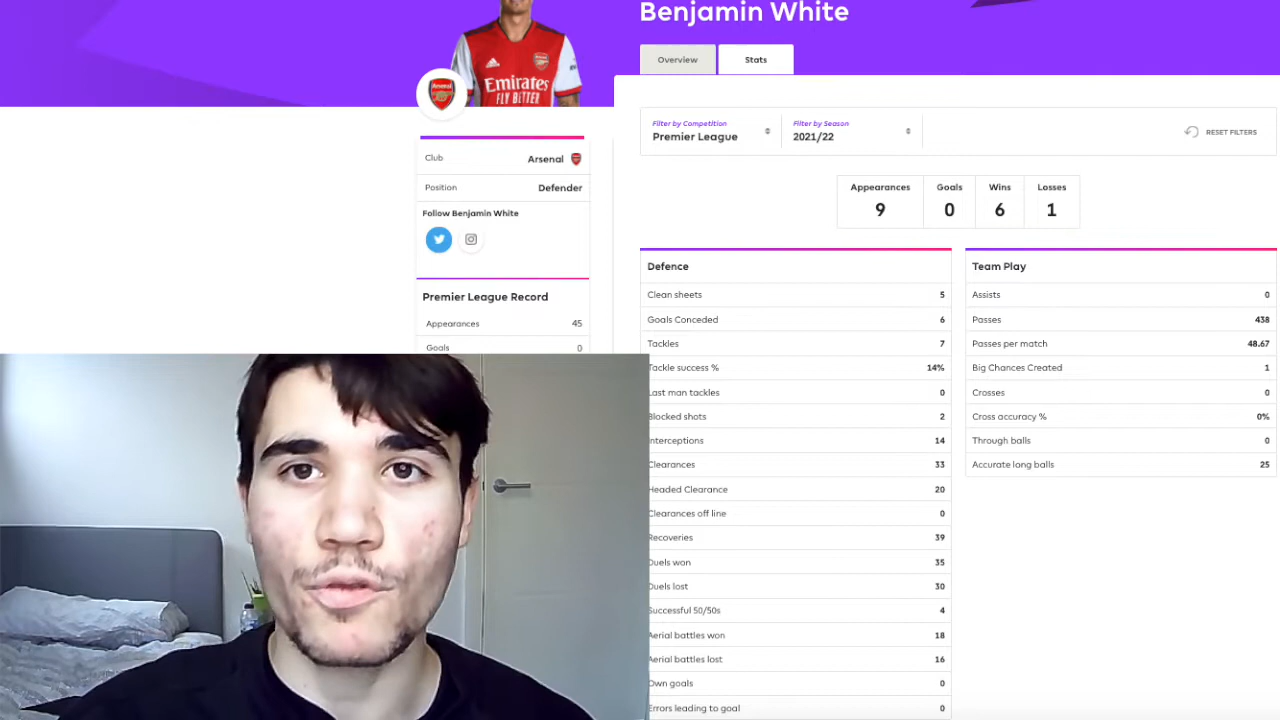 Benjamin White
Overview
Stats
Arsenal
Emirates
FLY BETTER
Filter by Competition
Premier League
Filter by Season
2021/22
RESET FILTERS
Club Arsenal
Position Defender
Follow Benjamin White
Premier League Record
Appearances 45
Goals 0
Appearances Goals Wins Losses
9 0 6 1
Defence
Clean sheets 5
Goals Conceded 6
Tackles 7
Tackle success % 14%
Last man tackles 0
Blocked shots 2
Interceptions 14
Clearances 33
Headed Clearance 20
Clearances off line 0
Recoveries 39
Duels won 35
Duels lost 30
Successful 50/50s 4
Aerial battles won 18
Aerial battles lost 16
Own goals 0
Errors leading to goal 0
Team Play
Assists 0
Passes 438
Passes per match 48.67
Big Chances Created 1
Crosses 0
Cross accuracy % 0%
Through balls 0
Accurate long balls 25